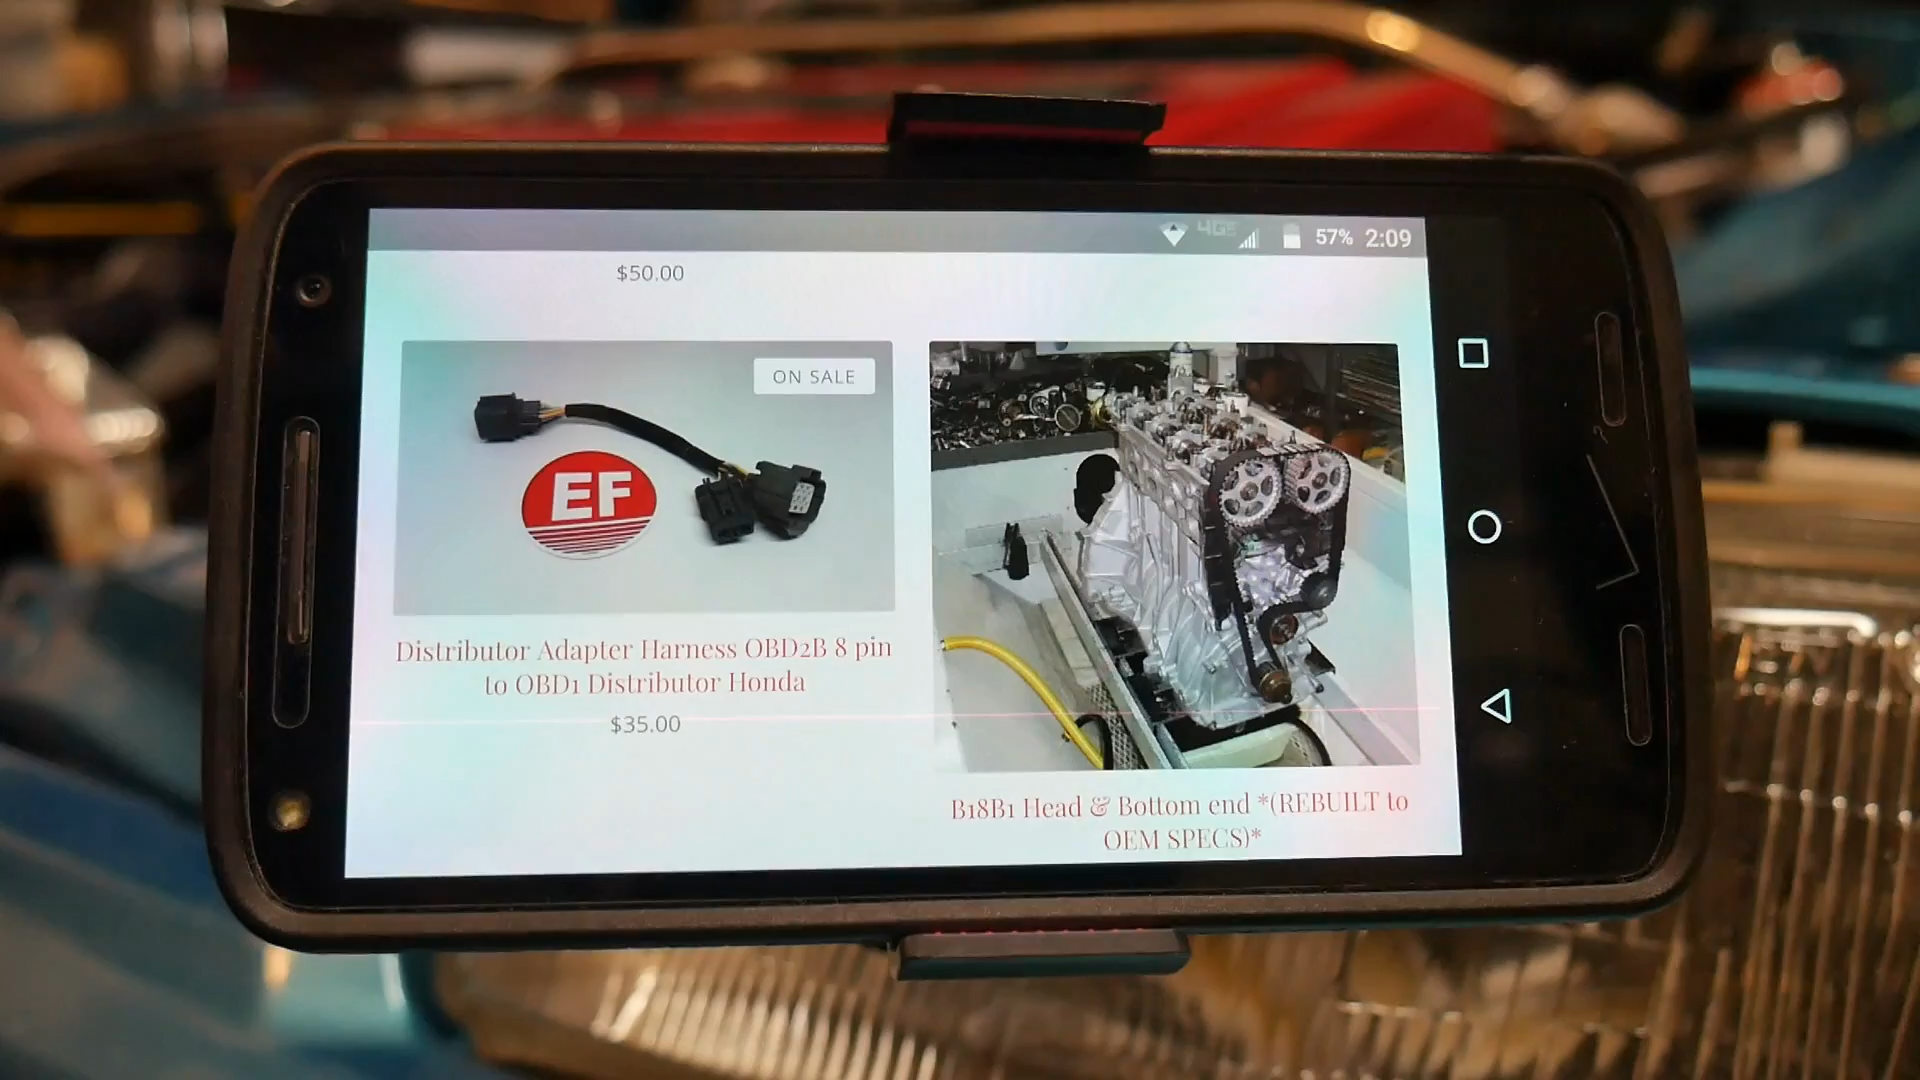 4G
57% 2:09
$50.00
ON SALE
EF
Distributor Adapter Harness OBD2B 8 pin
to OBD1 Distributor Honda
$35.00
B18B1 Head & Bottom end *(REBUILT to
OEM SPECS)*